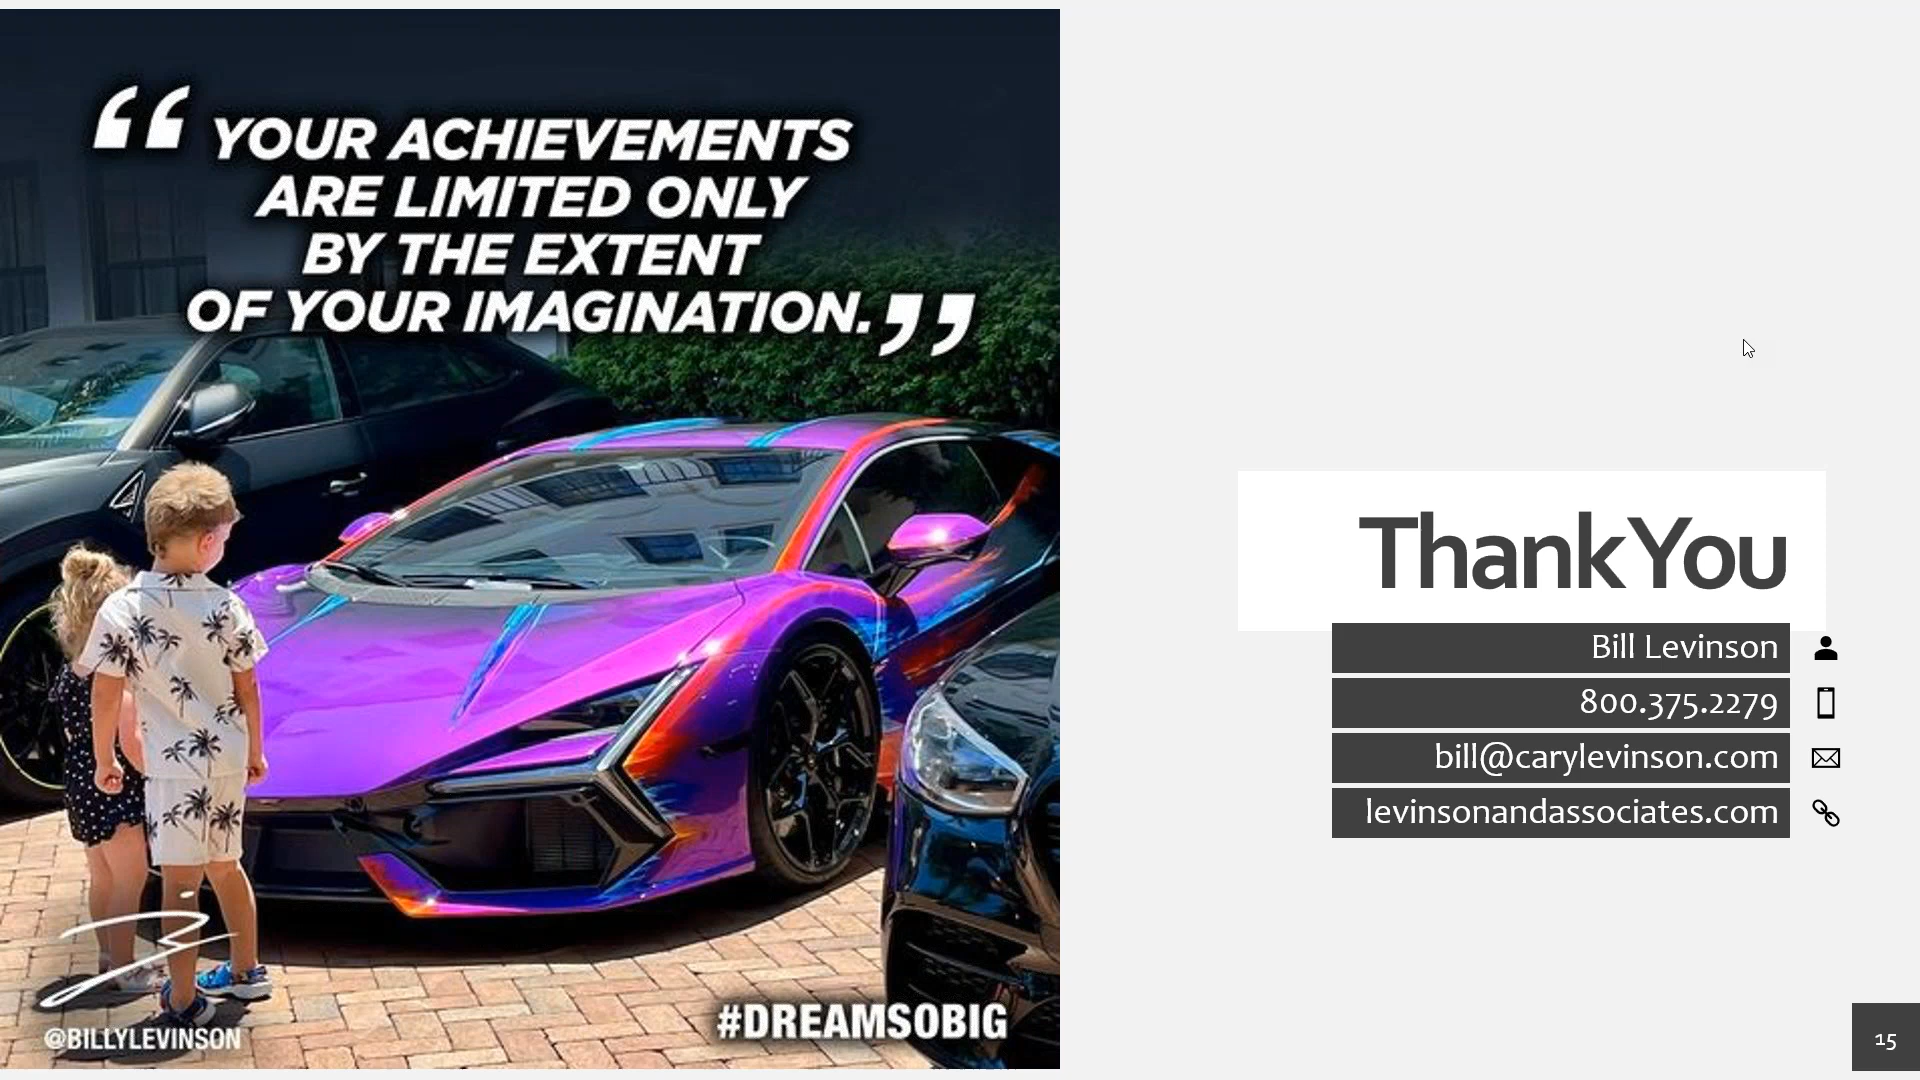 “ YOUR ACHIEVEMENTS
ARE LIMITED ONLY
BY THE EXTENT
OF YOUR IMAGINATION. ”
@BILLYLEVINSON
#DREAMSOBIG
Thank You
Bill Levinson
800.375.2279
bill@carylevinson.com
levinsonandassociates.com
15